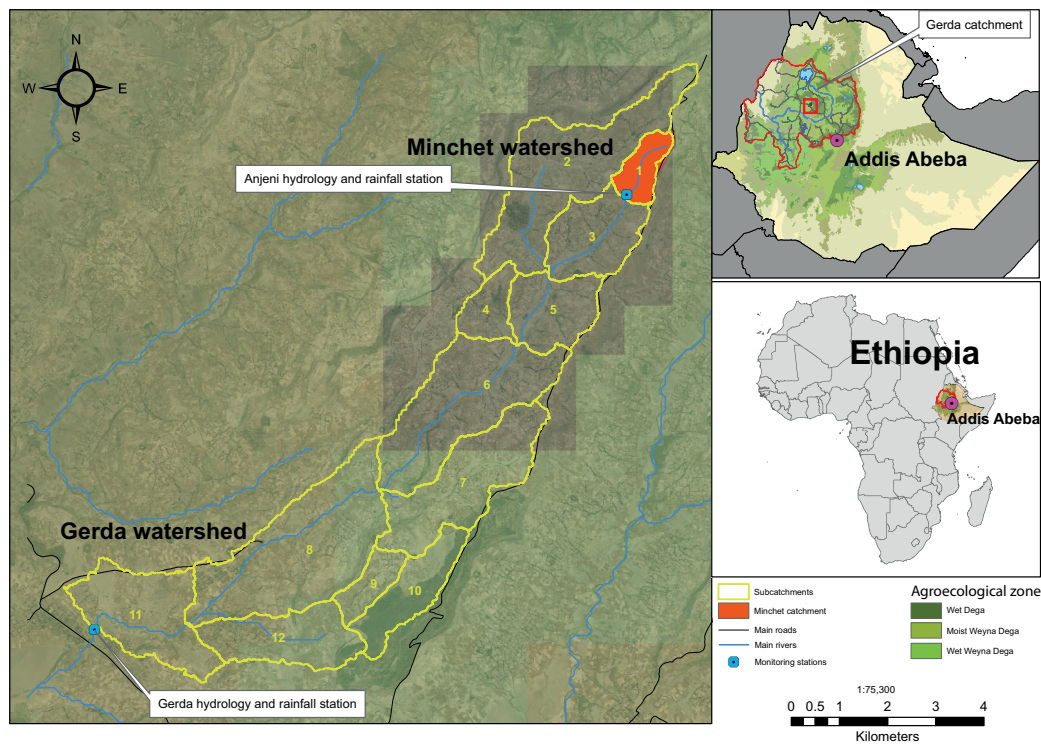 N
W
E
S
Minchet watershed
Anjeni hydrology and rainfall station
1
2
3
4
5
6
7
Gerda watershed
8
9
10
11
12
Gerda hydrology and rainfall station
Gerda catchment
Addis Abeba
Ethiopia
Addis Abeba
Subcatchments
Minchet catchment
Main roads
Main rivers
Monitoring stations
Agroecological zone
Wet Dega
Moist Weyna Dega
Wet Weyna Dega
1:75,300
0 0.5 1 2 3 4
Kilometers